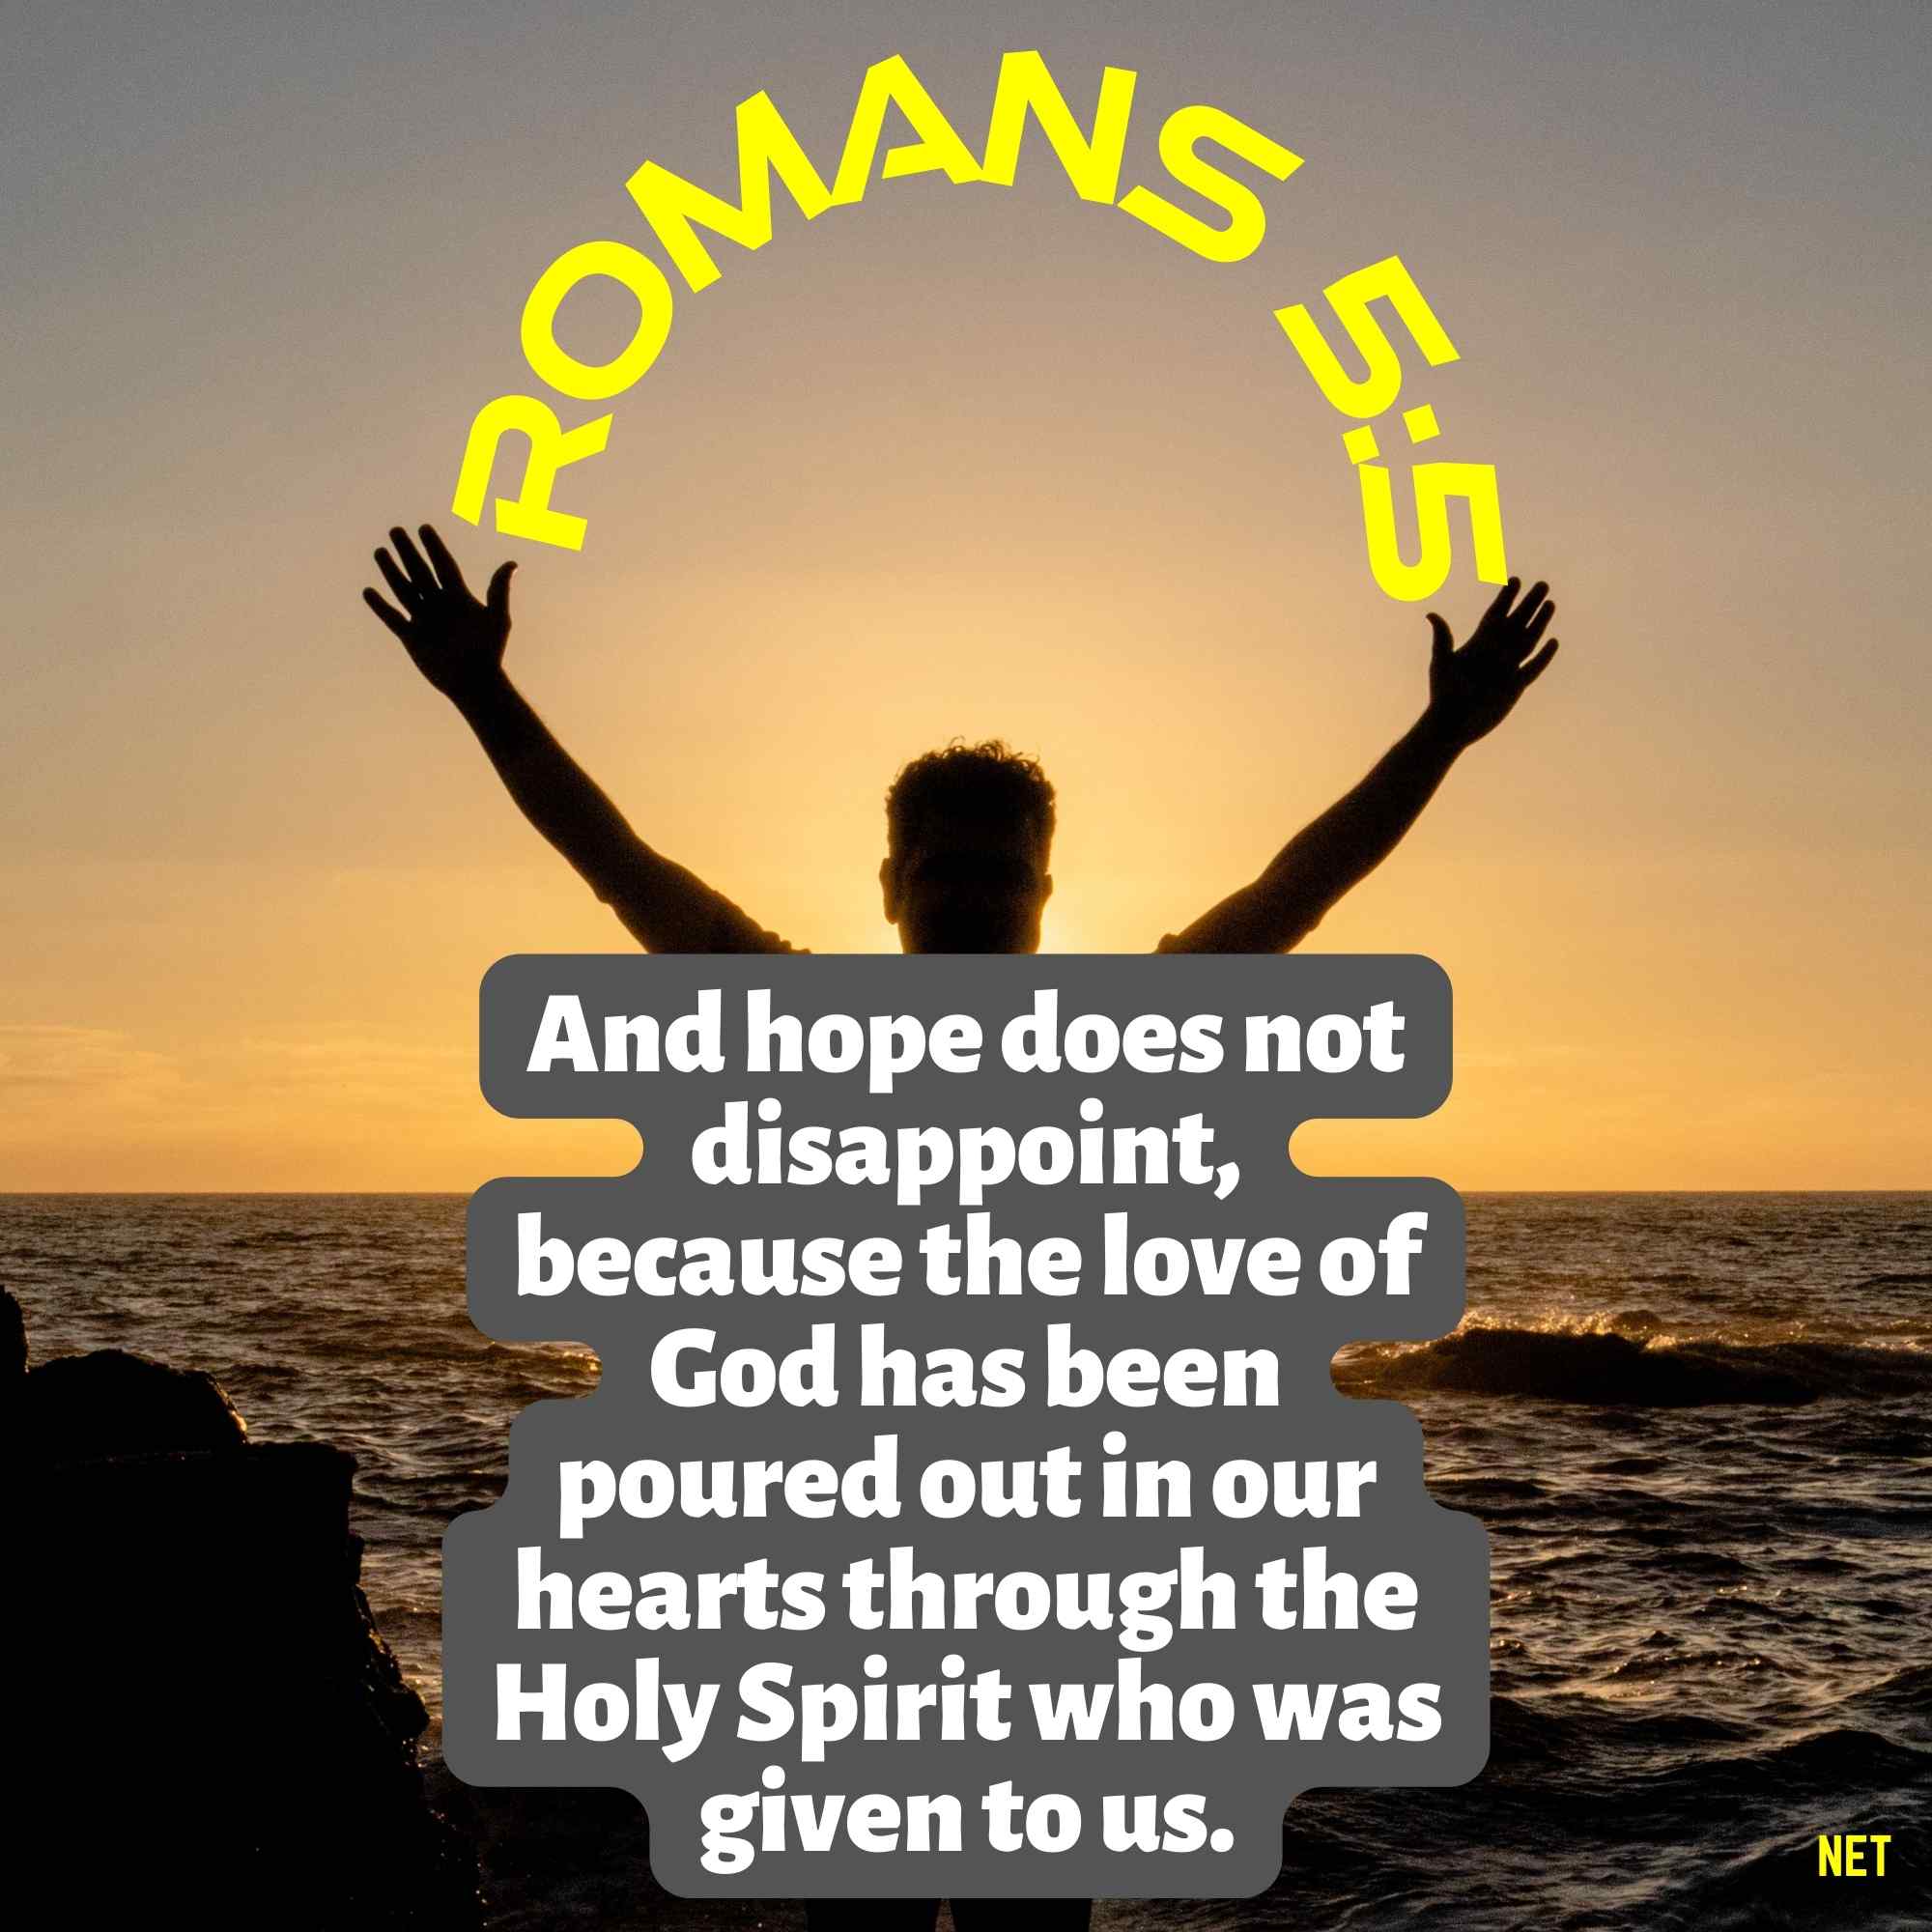 ROMANS 5:5
And hope does not
disappoint,
because the love of
God has been
poured out in our
hearts through the
Holy Spirit who was
given to us.
NET